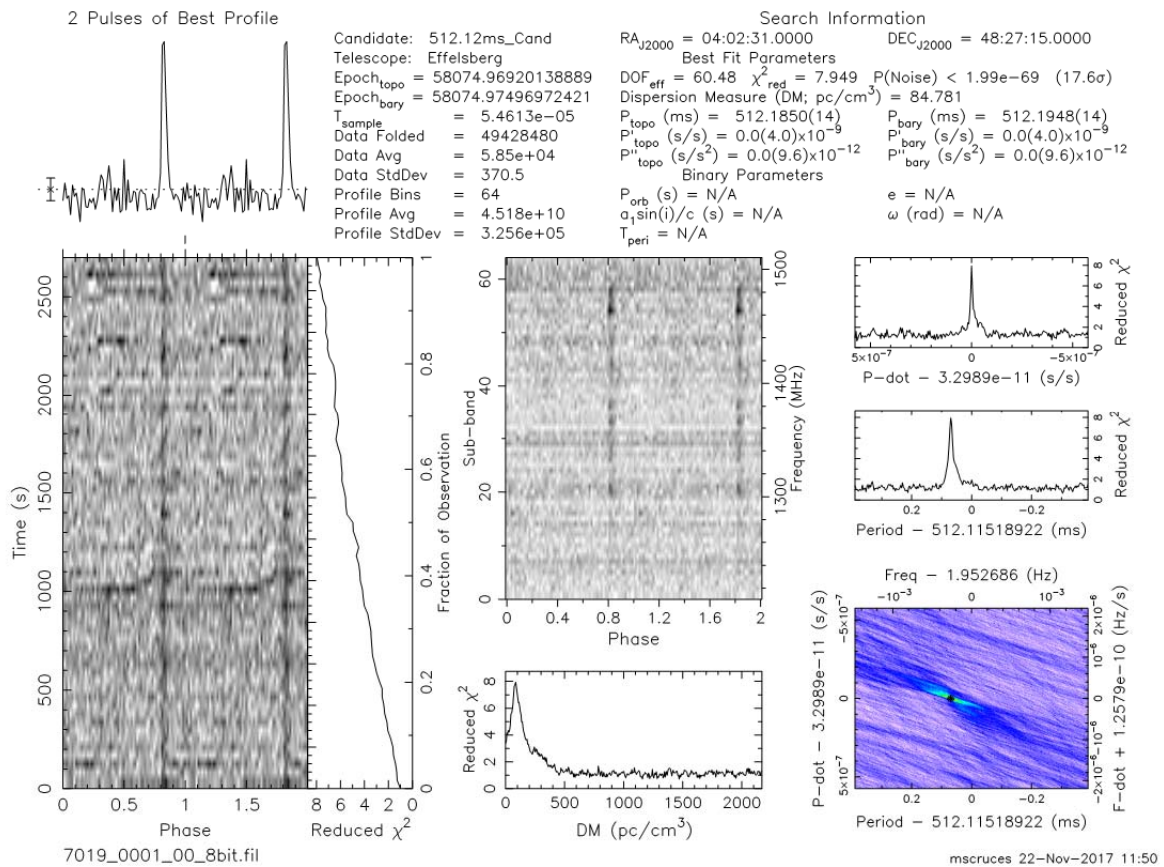 2 Pulses of Best Profile
Search Information
Candidate: 512.12ms_Cand
Telescope: Effelsberg
Epoch_topo = 58074.96920138889
Epoch_bary = 58074.97496972421
T_sample = 5.4613e-05
Data Folded = 49428480
Data Avg = 5.85e+04
Data StdDev = 370.5
Profile Bins = 64
Profile Avg = 4.518e+10
Profile StdDev = 3.256e+05
RA_J2000 = 04:02:31.0000 DEC_J2000 = 48:27:15.0000
Best Fit Parameters
DOF_eff = 60.48 χ²_red = 7.949 P(Noise) < 1.99e-69 (17.6σ)
Dispersion Measure (DM; pc/cm³) = 84.781
P_topo (ms) = 512.1850(14) P_bary (ms) = 512.1948(14)
P'_topo (s/s) = 0.0(4.0)x10⁻⁹ P'_bary (s/s) = 0.0(4.0)x10⁻⁹
P''_topo (s/s²) = 0.0(9.6)x10⁻¹² P''_bary (s/s²) = 0.0(9.6)x10⁻¹²
Binary Parameters
P_orb (s) = N/A e = N/A
a₁sin(i)/c (s) = N/A ω (rad) = N/A
T_peri = N/A
Time (s)
0 500 1000 1500 2000 2500
0 0.5 1 1.5
Phase
8 6 4 2 0
Reduced χ²
Fraction of Observation
0 0.2 0.4 0.6 0.8 1
Sub-band
0 20 40 60
Frequency (MHz)
1300 1400 1500
0 0.4 0.8 1.2 1.6 2
Phase
Reduced χ²
0 2 4 6 8
0 500 1000 1500 2000
DM (pc/cm³)
Reduced χ²
0 2 4 6 8
5×10⁻⁷ 0 -5×10⁻⁷
P-dot - 3.2989e-11 (s/s)
Reduced χ²
0 2 4 6 8
0.2 0 -0.2
Period - 512.11518922 (ms)
Freq - 1.952686 (Hz)
-10⁻³ 0 10⁻³
P-dot - 3.2989e-11 (s/s)
5×10⁻⁷ 0 -5×10⁻⁷
F-dot + 1.2579e-10 (Hz/s)
-2×10⁻⁶ -10⁻⁶ 0 10⁻⁶ 2×10⁻⁶
0.2 0 -0.2
Period - 512.11518922 (ms)
7019_0001_00_8bit.fil
mscruces 22-Nov-2017 11:50